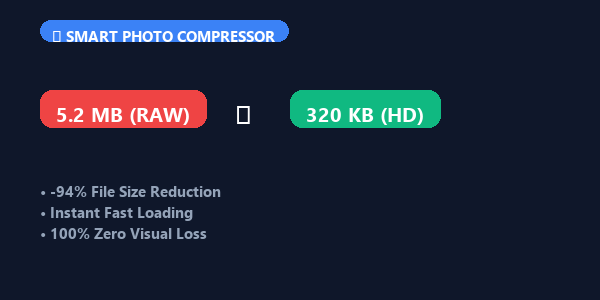 SMART PHOTO COMPRESSOR
5.2 MB (RAW) 320 KB (HD)
• -94% File Size Reduction
• Instant Fast Loading
• 100% Zero Visual Loss